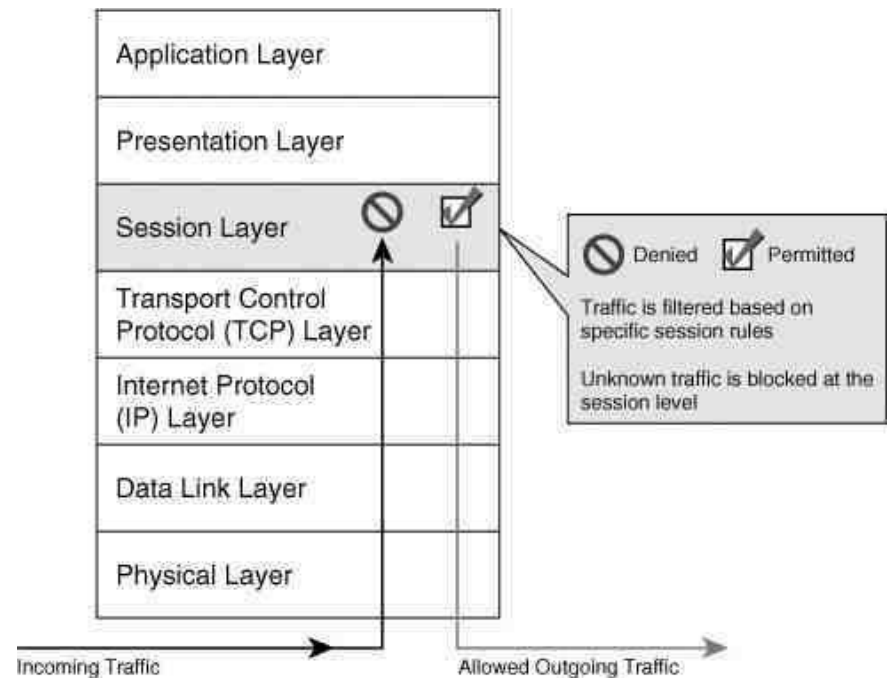 Application Layer
Presentation Layer
Session Layer
Transport Control
Protocol (TCP) Layer
Internet Protocol
(IP) Layer
Data Link Layer
Physical Layer
Denied
Permitted
Traffic is filtered based on
specific session rules
Unknown traffic is blocked at the
session level
Incoming Traffic
Allowed Outgoing Traffic